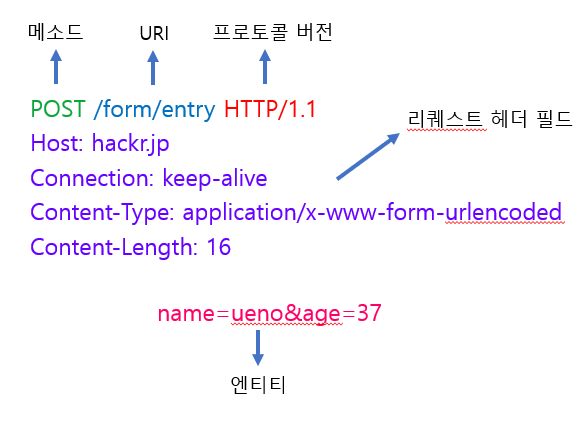 메소드 URI 프로토콜 버전
POST /form/entry HTTP/1.1
리퀘스트 헤더 필드
Host: hackr.jp
Connection: keep-alive
Content-Type: application/x-www-form-urlencoded
Content-Length: 16
name=ueno&age=37
엔티티